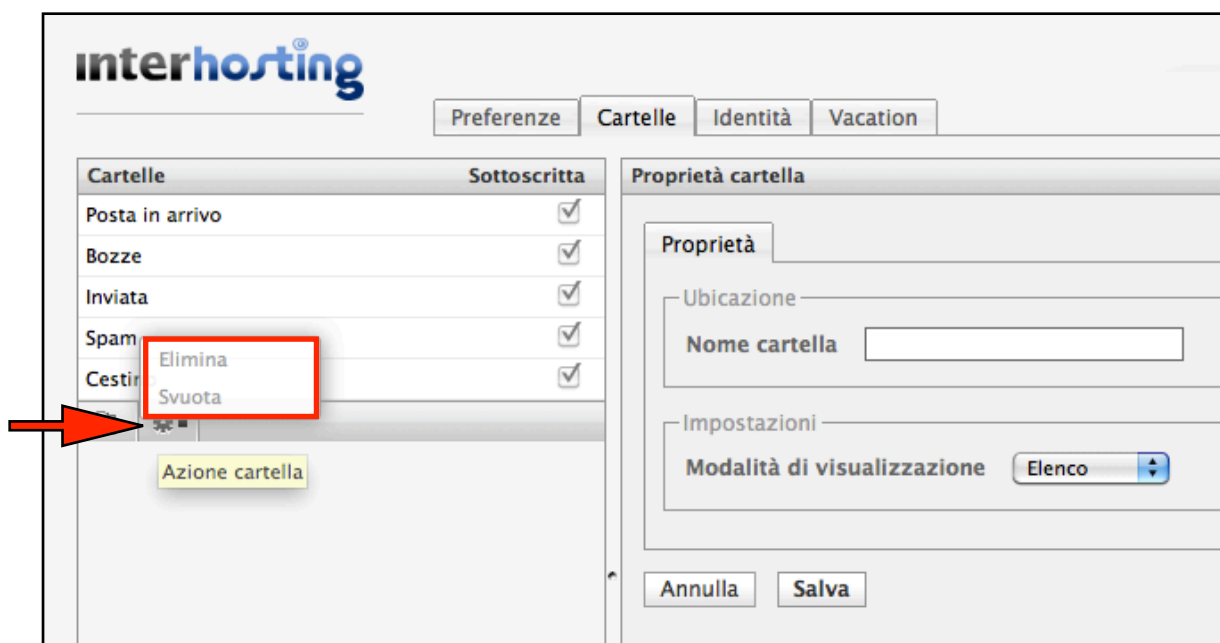 interhosting
Preferenze Cartelle Identità Vacation
Cartelle Sottoscritta
Posta in arrivo
Bozze
Inviata
Spam
Elimina
Svuota
Azione cartella
Proprietà cartella
Proprietà
Ubicazione
Nome cartella
Impostazioni
Modalità di visualizzazione Elenco
Annulla Salva